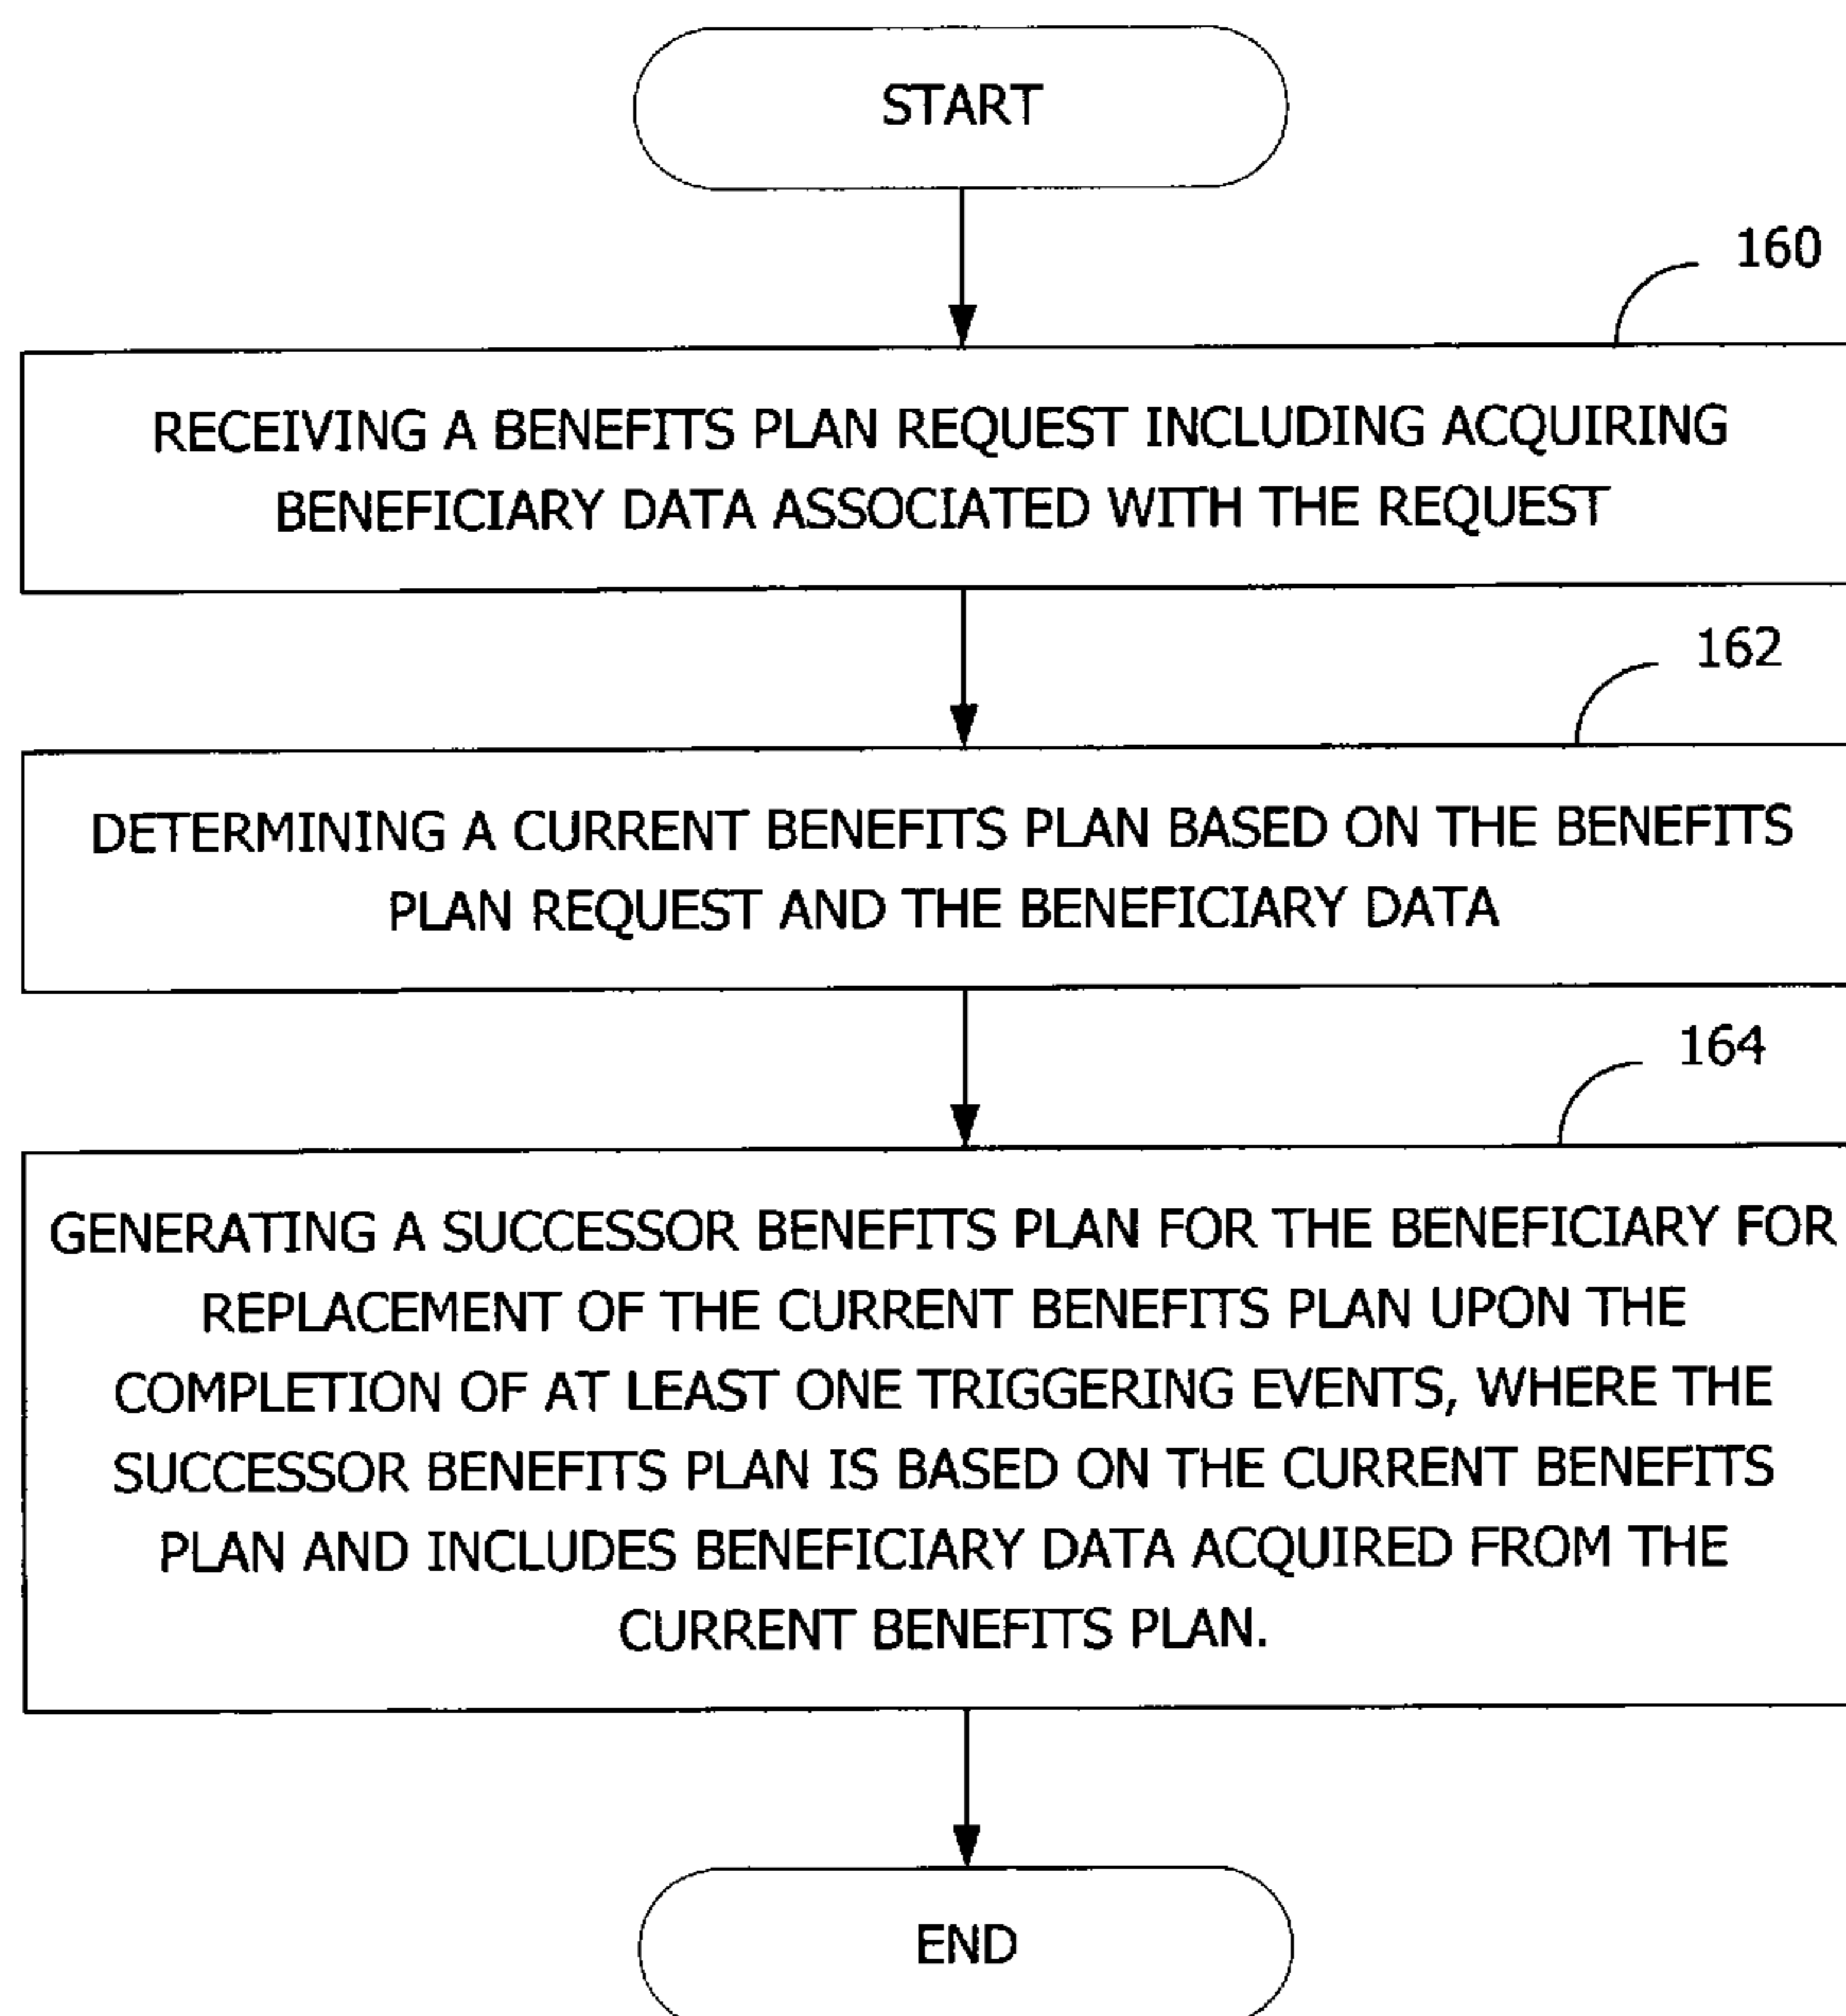 START
160
RECEIVING A BENEFITS PLAN REQUEST INCLUDING ACQUIRING
BENEFICIARY DATA ASSOCIATED WITH THE REQUEST
162
DETERMINING A CURRENT BENEFITS PLAN BASED ON THE BENEFITS
PLAN REQUEST AND THE BENEFICIARY DATA
164
GENERATING A SUCCESSOR BENEFITS PLAN FOR THE BENEFICIARY FOR
REPLACEMENT OF THE CURRENT BENEFITS PLAN UPON THE
COMPLETION OF AT LEAST ONE TRIGGERING EVENTS, WHERE THE
SUCCESSOR BENEFITS PLAN IS BASED ON THE CURRENT BENEFITS
PLAN AND INCLUDES BENEFICIARY DATA ACQUIRED FROM THE
CURRENT BENEFITS PLAN.
END